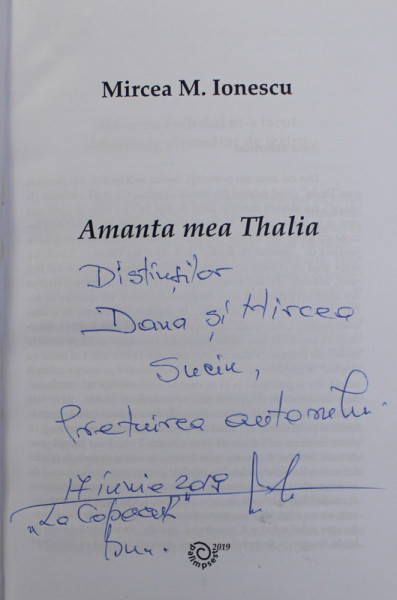 Mircea M. Ionescu
Amanta mea Thalia
Distinșilor
Dana și Mircea
Suciu,
Prețuirea autorului.
17 iunie 2019
"La
Buc.
palimpsest 2019